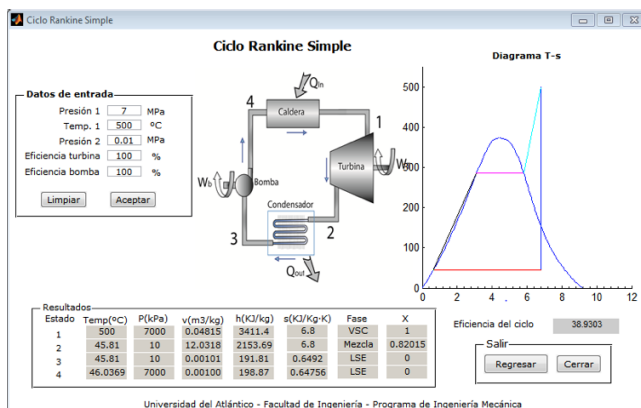 Ciclo Rankine Simple
Ciclo Rankine Simple
Datos de entrada
Presión 1 7 MPa
Temp. 1 500 ºC
Presión 2 0.01 MPa
Eficiencia turbina 100 %
Eficiencia bomba 100 %
Limpiar Aceptar
Qin
4
Caldera
1
Turbina
W
Wb
Bomba
Condensador
3
2
Qout
Diagrama T-s
500
400
300
200
100
0
0 2 4 6 8 10 12
Resultados
Estado Temp(ºC) P(kPa) v(m3/kg) h(KJ/kg) s(KJ/Kg-K) Fase X
1 500 7000 0.04815 3411.4 6.8 VSC 1
2 45.81 10 12.0318 2153.69 6.8 Mezcla 0.82015
3 45.81 10 0.00101 191.81 0.6492 LSE 0
4 46.0369 7000 0.00100 198.87 0.64756 LSE 0
Eficiencia del ciclo 38.9303
Salir
Regresar Cerrar
Universidad del Atlántico - Facultad de Ingeniería - Programa de Ingeniería Mecánica